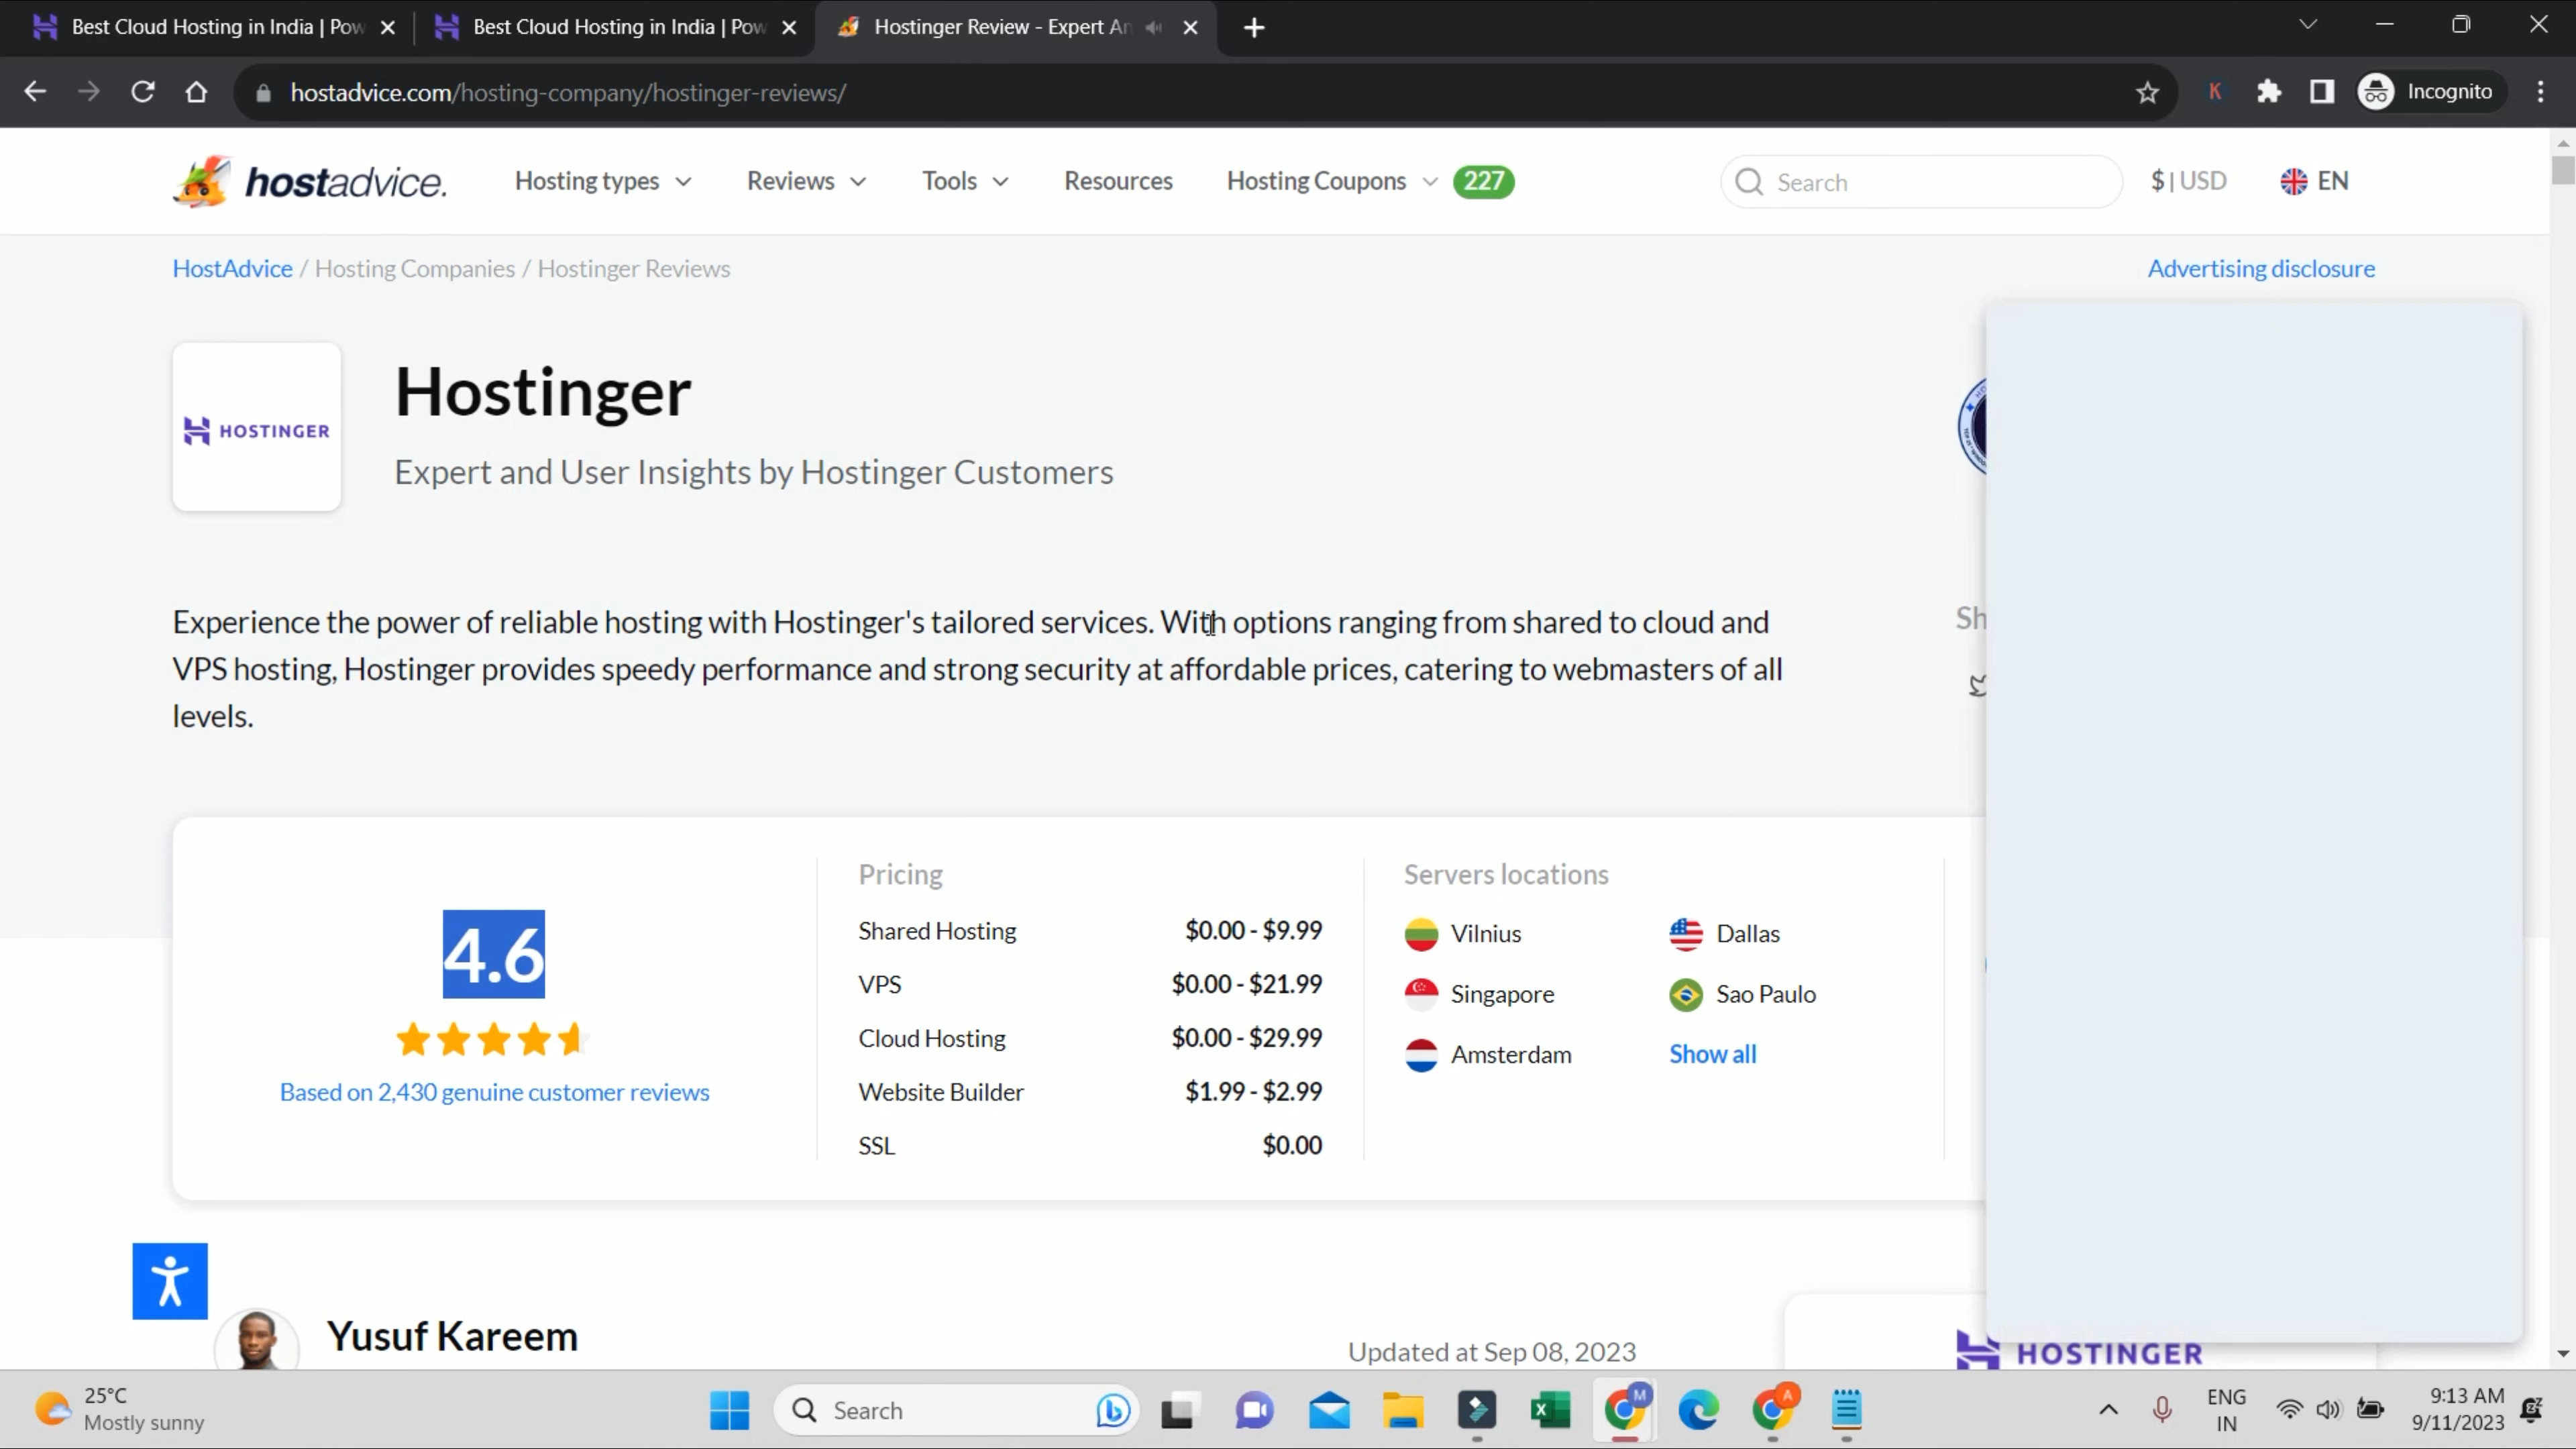 Best Cloud Hosting in India | Pow
Best Cloud Hosting in India | Pow
Hostinger Review - Expert An
hostadvice.com/hosting-company/hostinger-reviews/
K
Incognito
hostadvice.
Hosting types
Reviews
Tools
Resources
Hosting Coupons
227
Search
$ | USD
EN
HostAdvice / Hosting Companies / Hostinger Reviews
Advertising disclosure
HOSTINGER
Hostinger
Expert and User Insights by Hostinger Customers
Experience the power of reliable hosting with Hostinger's tailored services. With options ranging from shared to cloud and
VPS hosting, Hostinger provides speedy performance and strong security at affordable prices, catering to webmasters of all
levels.
Sh
4.6
Based on 2,430 genuine customer reviews
Pricing
Shared Hosting $0.00 - $9.99
VPS $0.00 - $21.99
Cloud Hosting $0.00 - $29.99
Website Builder $1.99 - $2.99
SSL $0.00
Servers locations
Vilnius Dallas
Singapore Sao Paulo
Amsterdam Show all
Yusuf Kareem
Updated at Sep 08, 2023
HOSTINGER
25°C
Mostly sunny
Search
M
A
ENG
IN
9:13 AM
9/11/2023